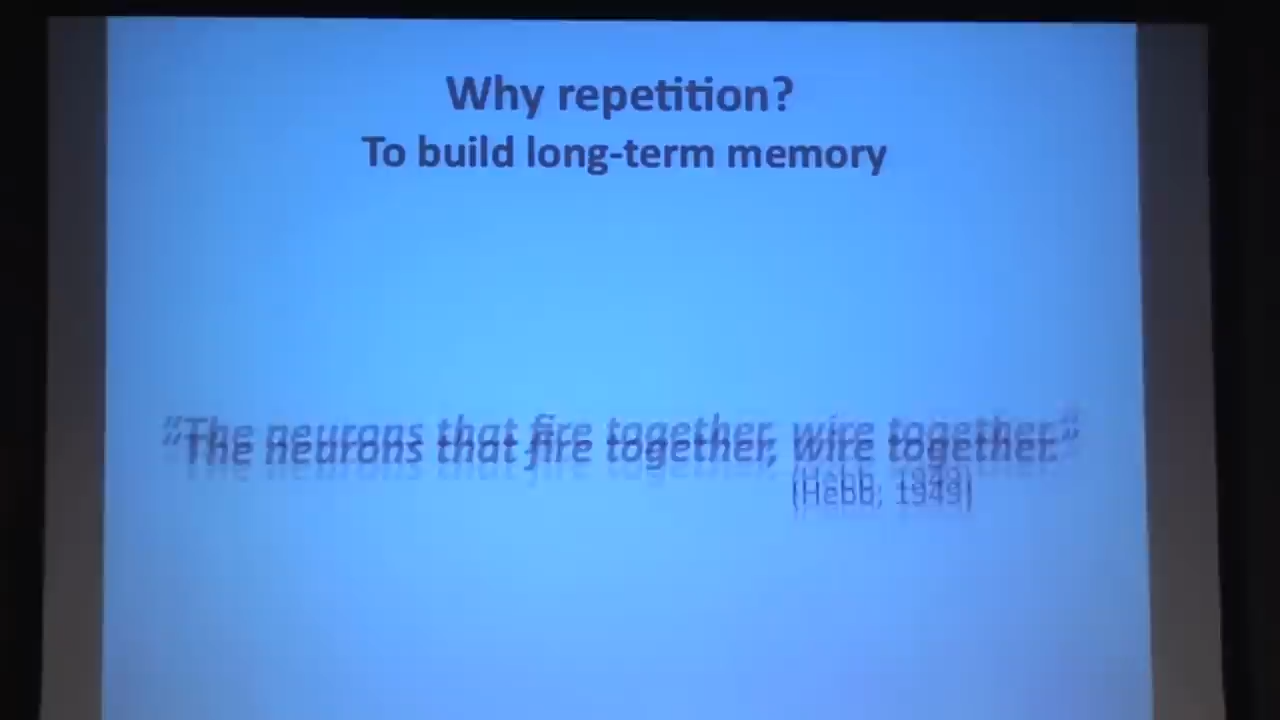 Why repetition?
To build long-term memory
"The neurons that fire together, wire together."
(Hebb, 1949)